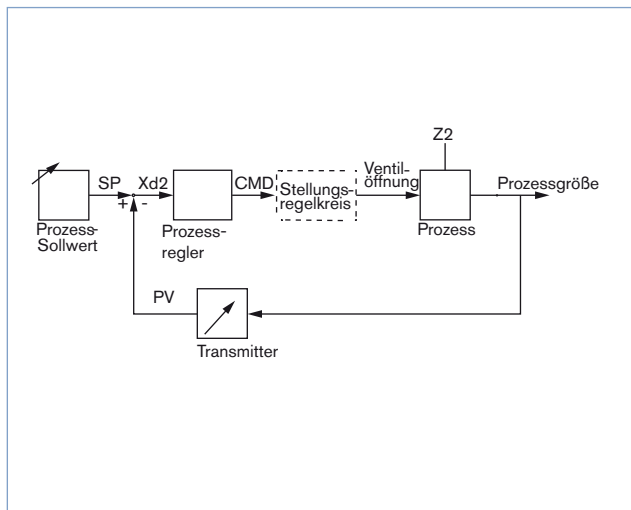 Z2
SP
Xd2
CMD
Ventil-
öffnung
Prozessgröße
+
-
Stellungs-
regelkreis
Prozess-
Sollwert
Prozess-
regler
Prozess
PV
Transmitter